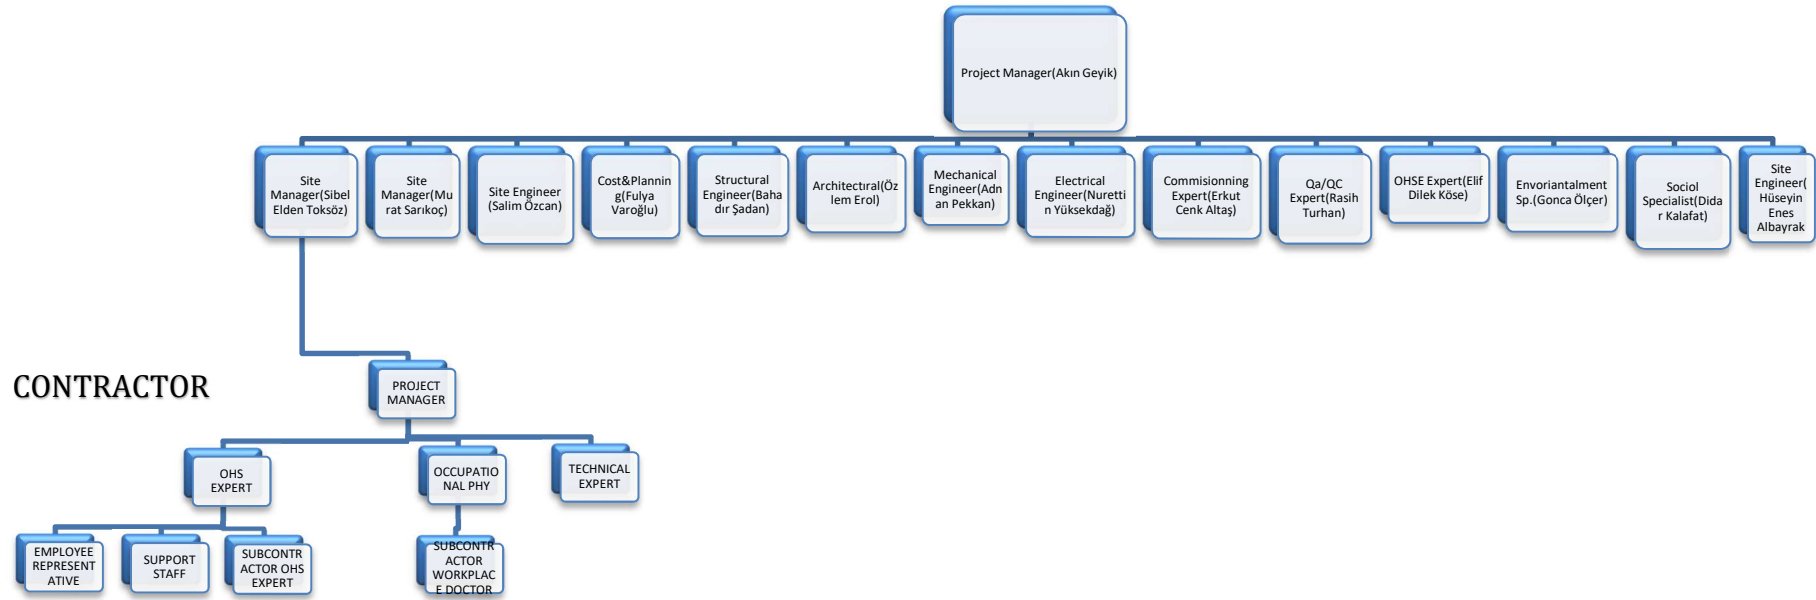 Project Manager(Akın Geyik)
Site
Manager(Sibel
Elden Toksöz)
Site
Manager(Mu
rat Sarıkoç)
Site Engineer
(Salim Özcan)
Cost&Plannin
g(Fulya
Varoğlu)
Structural
Engineer(Baha
dır Şadan)
Architectıral(Öz
lem Erol)
Mechanical
Engineer(Adn
an Pekkan)
Electrical
Engineer(Nuretti
n Yüksekdağ)
Commisionning
Expert(Erkut
Cenk Altaş)
Qa/QC
Expert(Rasih
Turhan)
OHSE Expert(Elif
Dilek Köse)
Envoriantalment
Sp.(Gonca Ölçer)
Sociol
Specialist(Dida
r Kalafat)
Site
Engineer(
Hüseyin
Enes
Albayrak
CONTRACTOR
PROJECT
MANAGER
OHS
EXPERT
OCCUPATIO
NAL PHY
TECHNICAL
EXPERT
EMPLOYEE
REPRESENT
ATIVE
SUPPORT
STAFF
SUBCONTR
ACTOR OHS
EXPERT
SUBCONTR
ACTOR
WORKPLAC
E DOCTOR